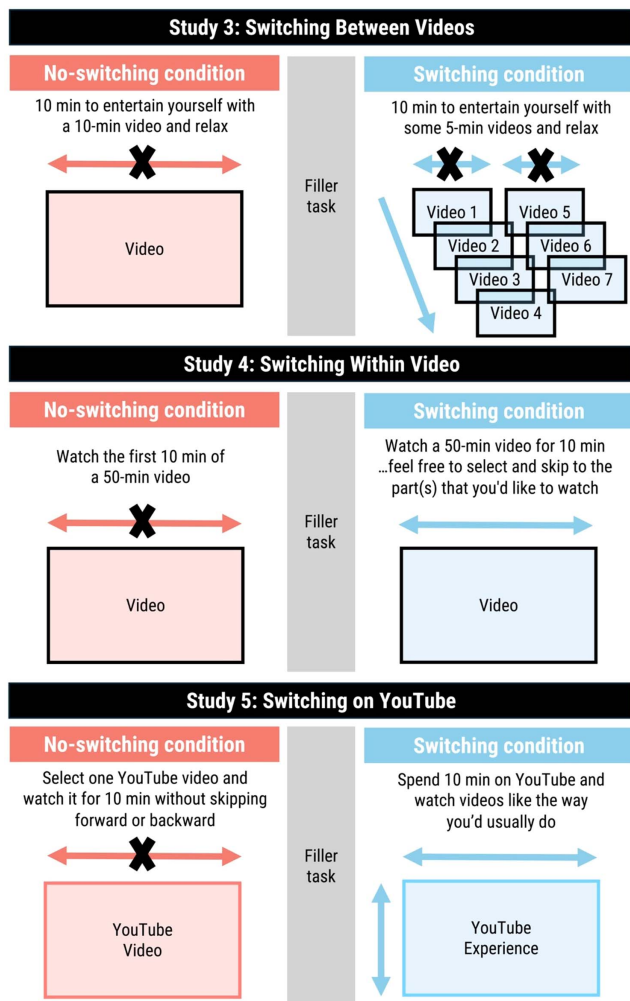 Study 3: Switching Between Videos
No-switching condition
10 min to entertain yourself with
a 10-min video and relax
Video
Filler
task
Switching condition
10 min to entertain yourself with
some 5-min videos and relax
Video 1
Video 5
Video 2
Video 6
Video 3
Video 7
Video 4
Study 4: Switching Within Video
No-switching condition
Watch the first 10 min of
a 50-min video
Video
Filler
task
Switching condition
Watch a 50-min video for 10 min
...feel free to select and skip to the
part(s) that you'd like to watch
Video
Study 5: Switching on YouTube
No-switching condition
Select one YouTube video and
watch it for 10 min without skipping
forward or backward
YouTube
Video
Filler
task
Switching condition
Spend 10 min on YouTube and
watch videos like the way
you’d usually do
YouTube
Experience